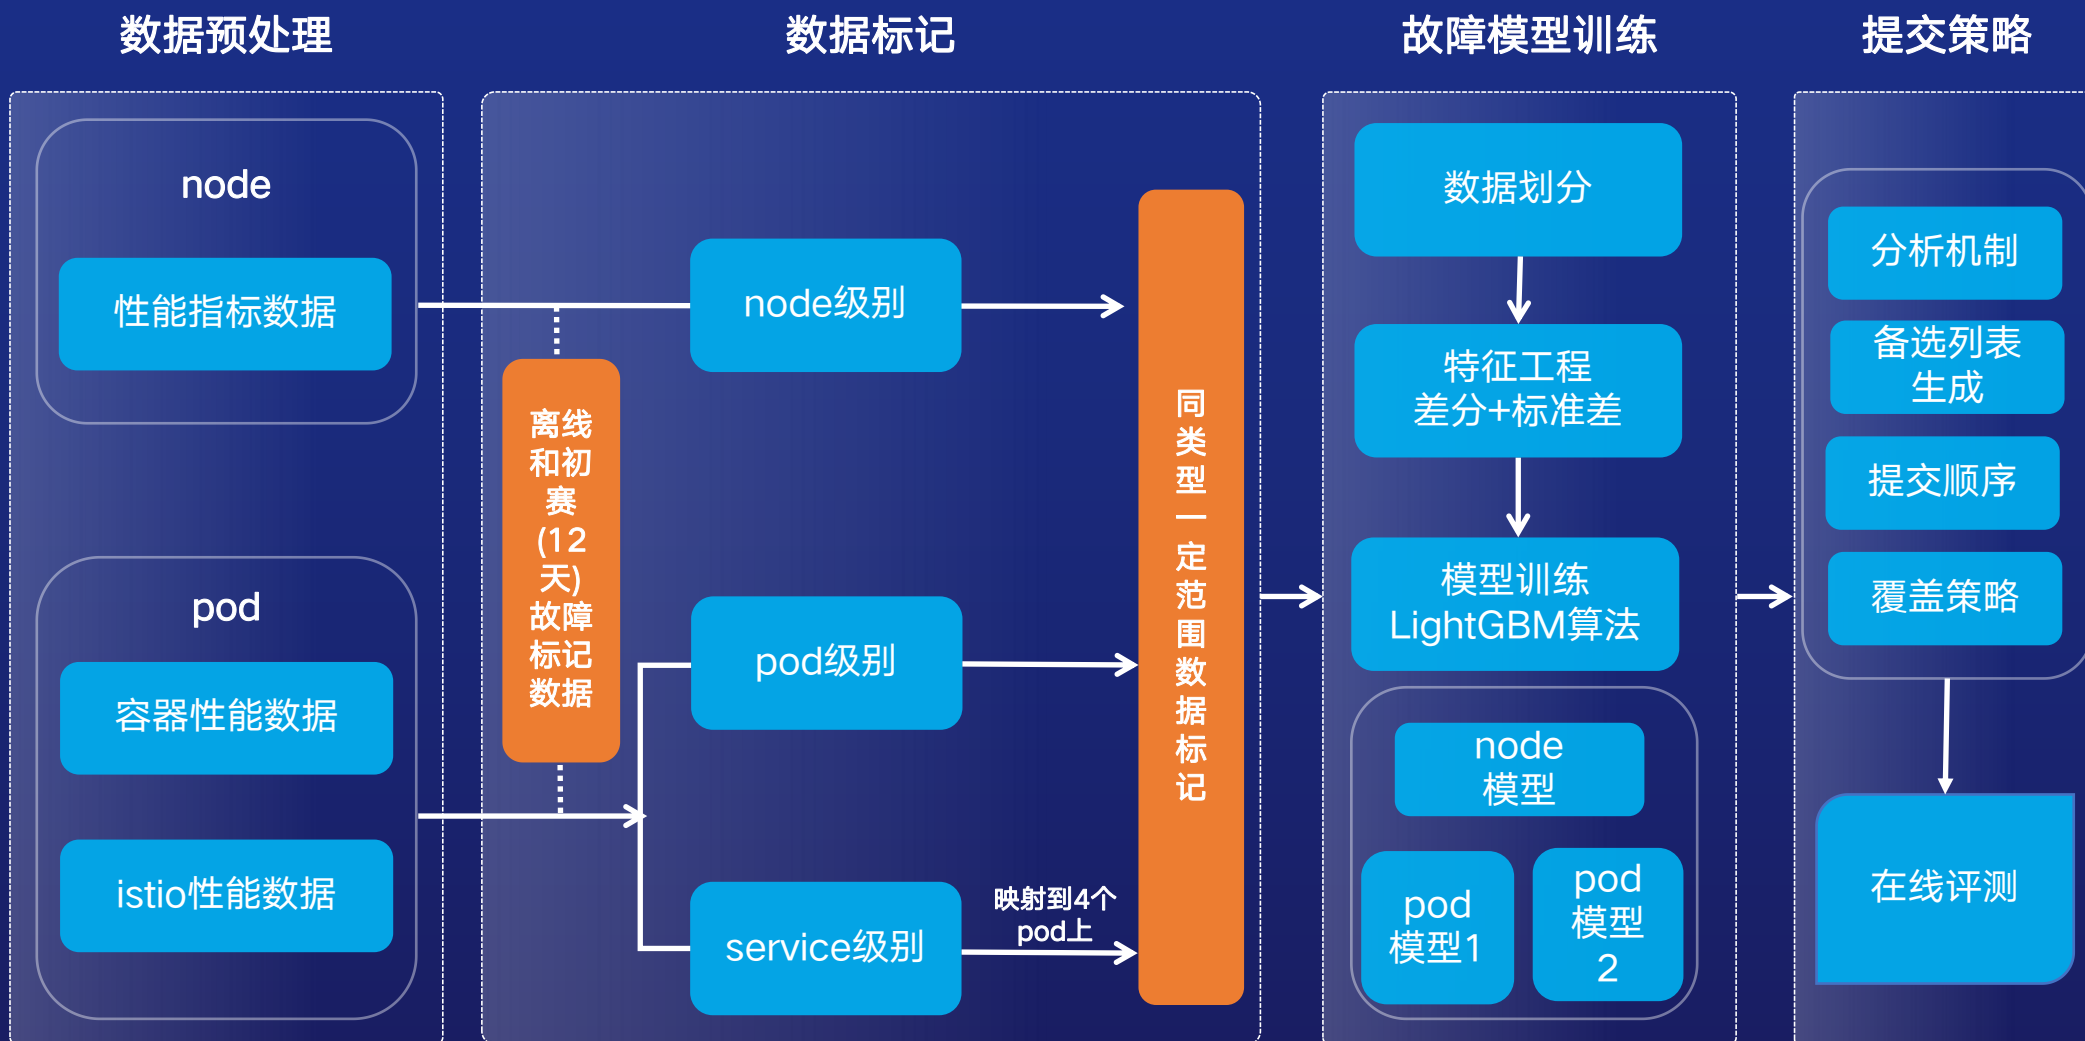 数据预处理
node
性能指标数据
pod
容器性能数据
istio性能数据
数据标记
离线
和初
赛
(12
天)
故障
标记
数据
node级别
pod级别
service级别
映射到4个
pod上
同
类
型
一
定
范
围
数
据
标
记
故障模型训练
数据划分
特征工程
差分+标准差
模型训练
LightGBM算法
node
模型
pod
模型1
pod
模型
2
提交策略
分析机制
备选列表
生成
提交顺序
覆盖策略
在线评测